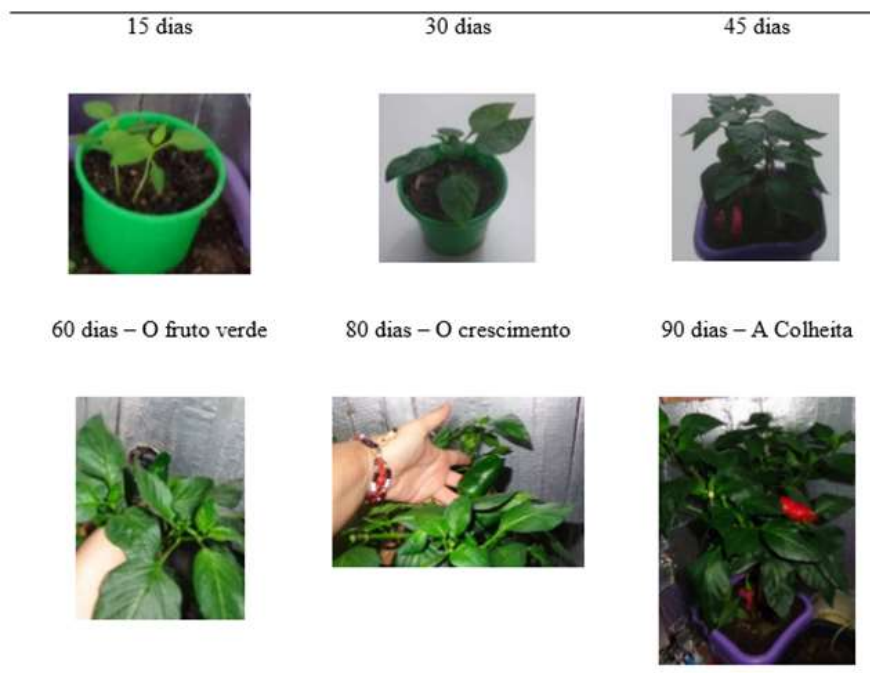 15 dias
30 dias
45 dias
60 dias – O fruto verde
80 dias – O crescimento
90 dias – A Colheita